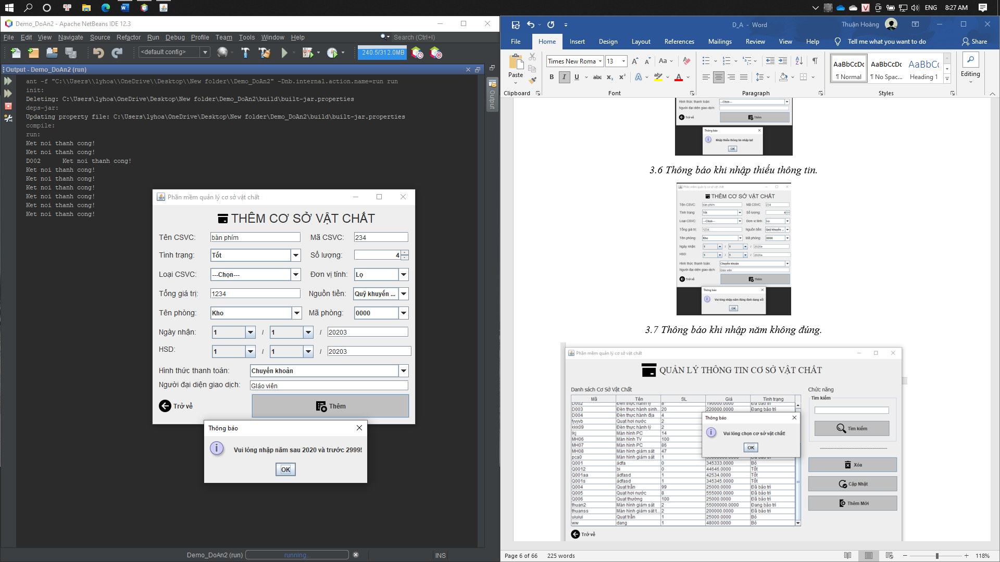 ENG
8:27 AM
Demo_DoAn2 - Apache NetBeans IDE 12.3
File Edit View Navigate Source Refactor Run Debug Profile Team Tools Window Help
Search (Ctrl+I)
<default config>
240.5/312.0MB
Output - Demo_DoAn2 (run)
ant -f "C:\\Users\\lyhoa\\OneDrive\\Desktop\\New folder\\Demo_DoAn2" -Dnb.internal.action.name=run run
init:
Deleting: C:\Users\lyhoa\OneDrive\Desktop\New folder\Demo_DoAn2\build\built-jar.properties
deps-jar:
Updating property file: C:\Users\lyhoa\OneDrive\Desktop\New folder\Demo_DoAn2\build\built-jar.properties
compile:
run:
Ket noi thanh cong!
Ket noi thanh cong!
D002 Ket noi thanh cong!
Ket noi thanh cong!
Ket noi thanh cong!
Ket noi thanh cong!
Ket noi thanh cong!
Ket noi thanh cong!
Ket noi thanh cong!
Output
Phần mềm quản lý cơ sở vật chất
THÊM CƠ SỞ VẬT CHẤT
Tên CSVC: bàn phím Mã CSVC: 234
Tình trạng: Tốt Số lượng: 4
Loại CSVC: ---Chọn--- Đơn vị tính: Lọ
Tổng giá trị: 1234 Nguồn tiền: Quỹ khuyến ...
Tên phòng: Kho Mã phòng: 0000
Ngày nhận: 1 / 1 / 20203
HSD: 1 / 1 / 20203
Hình thức thanh toán: Chuyển khoản
Người đại diện giao dịch: Giáo viên
Trở về Thêm
Thông báo
Vui lòng nhập năm sau 2020 và trước 2999!
OK
Demo_DoAn2 (run) running...
INS
D_A - Word
Thuận Hoàng
File Home Insert Design Layout References Mailings Review View Help Tell me what you want to do Share
Paste
Times New Roma 13
AaBbCcDc AaBbCcDc AaBbCc
¶ Normal ¶ No Spac... Heading 1
Editing
Clipboard Font Paragraph Styles
Hình thức thanh toán: ---Chọn---
Người đại diện giao dịch:
Trở về Thêm
Thông báo
Nhập thiếu thông tin nhập lại!
OK
3.6 Thông báo khi nhập thiếu thông tin.
Phần mềm quản lý cơ sở vật chất
THÊM CƠ SỞ VẬT CHẤT
Tên CSVC: bàn phím Mã CSVC: 234
Tình trạng: Tốt Số lượng: 4
Loại CSVC: ---Chọn--- Đơn vị tính: Lọ
Tổng giá trị: 1234 Nguồn tiền: Quỹ khuyến ...
Tên phòng: Kho Mã phòng: 0000
Ngày nhận: 1 / 1 / 2020e
HSD: 1 / 1 / 2020e
Hình thức thanh toán: Chuyển khoản
Người đại diện giao dịch: Giáo viên
Trở về Thêm
Thông báo
Vui lòng nhập năm đúng định dạng số!
OK
3.7 Thông báo khi nhập năm không đúng.
Phần mềm quản lý cơ sở vật chất
QUẢN LÝ THÔNG TIN CƠ SỞ VẬT CHẤT
Danh sách Cơ Sở Vật Chất
Mã Tên SL Giá Tình trạng
D002 Đèn thực hành lý 8 190000.0000 Đã bảo trì
D003 Đèn thực hành sinh... 20 220000.0000 Đang bảo trì
D004 Đèn thực hành địa 4
fyyyvb Quạt hơi nước 2
kkk09 Đèn thực hành lý 2
lkj Màn hình PC 14
MH06 Màn hình TV 100
MH07 Màn hình PC 86
MH08 Màn hình giám sát 47
pca0 Màn hình giám sát 1 Đã bảo trì
Q001 ádfa 0 345333.0000 Bỏ
Q0012 bi 0 44646.0000 Tốt
Q001aa ádfasd 1 42534.0000 Tốt
Q001s ádfasd 1 345345.0000 Tốt
Q004 Quạt trần 99 25000.0000 Đã bảo trì
Q005 Quạt hơi nước 8 555000.0000 Đã bảo trì
Q006 Quạt thường 100 25000.0000 Đã bảo trì
thuan2 Màn hình giám sát 2 55000000.0000 Đang bảo trì
thuanss Màn hình giám sát t... 2 200000.0000 Đã bảo trì
uiuiui Quạt trần 1 25000.0000 Bỏ
ww dang 1 48000.0000 Bỏ
Thông báo
Vui lòng chọn cơ sở vật chất!
OK
Chức năng
Tìm kiếm
Tìm kiếm
Xóa
Cập Nhật
Thêm Mới
Trở về
Page 6 of 66 225 words
118%